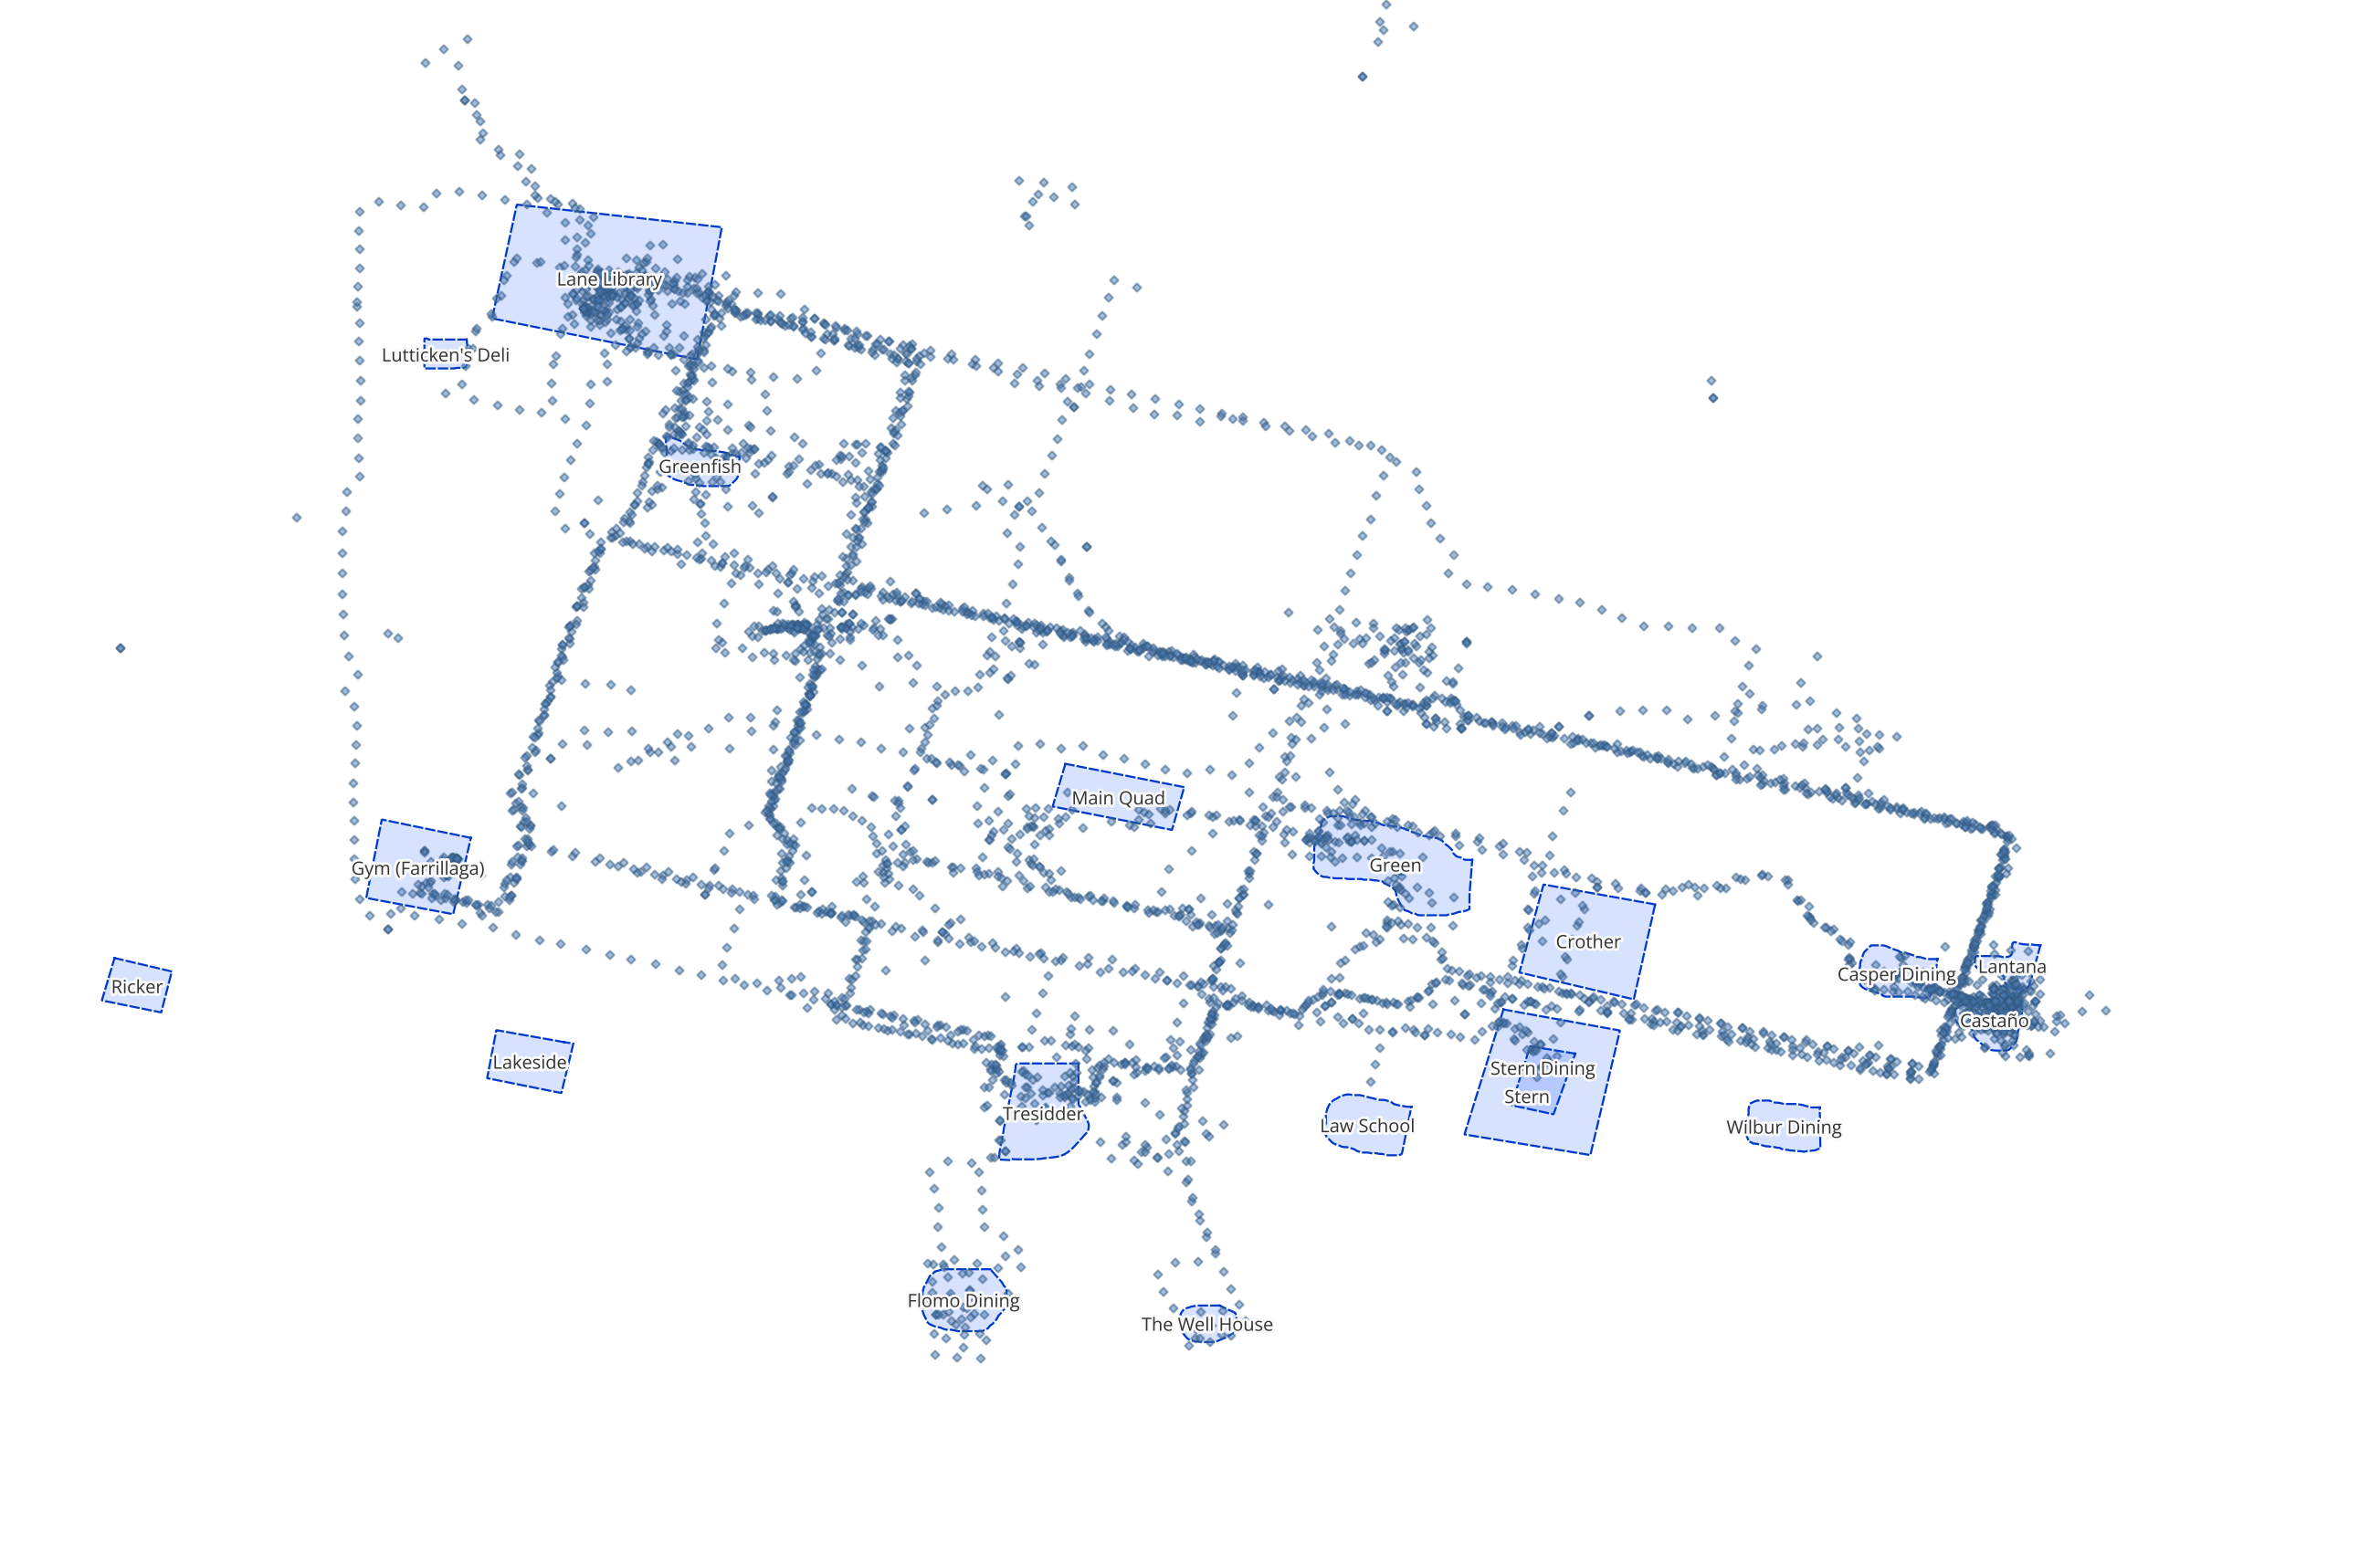 Lane Library
Lutticken's Deli
Greenfish
Main Quad
Gym (Farrillaga)
Green
Crother
Casper Dining
Lantana
Ricker
Castaño
Lakeside
Stern Dining
Stern
Tresidder
Law School
Wilbur Dining
Flomo Dining
The Well House